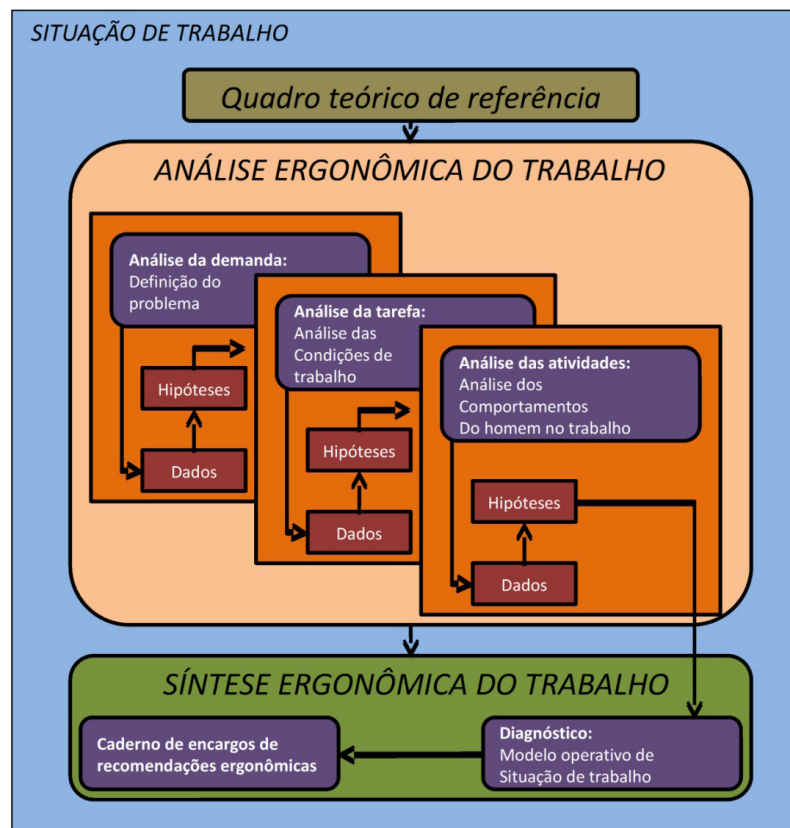 SITUAÇÃO DE TRABALHO
Quadro teórico de referência
ANÁLISE ERGONÔMICA DO TRABALHO
Análise da demanda:
Definição do
problema
Hipóteses
Dados
Análise da tarefa:
Análise das
Condições de
trabalho
Hipóteses
Dados
Análise das atividades:
Análise dos
Comportamentos
Do homem no trabalho
Hipóteses
Dados
SÍNTESE ERGONÔMICA DO TRABALHO
Caderno de encargos de
recomendações ergonômicas
Diagnóstico:
Modelo operativo de
Situação de trabalho